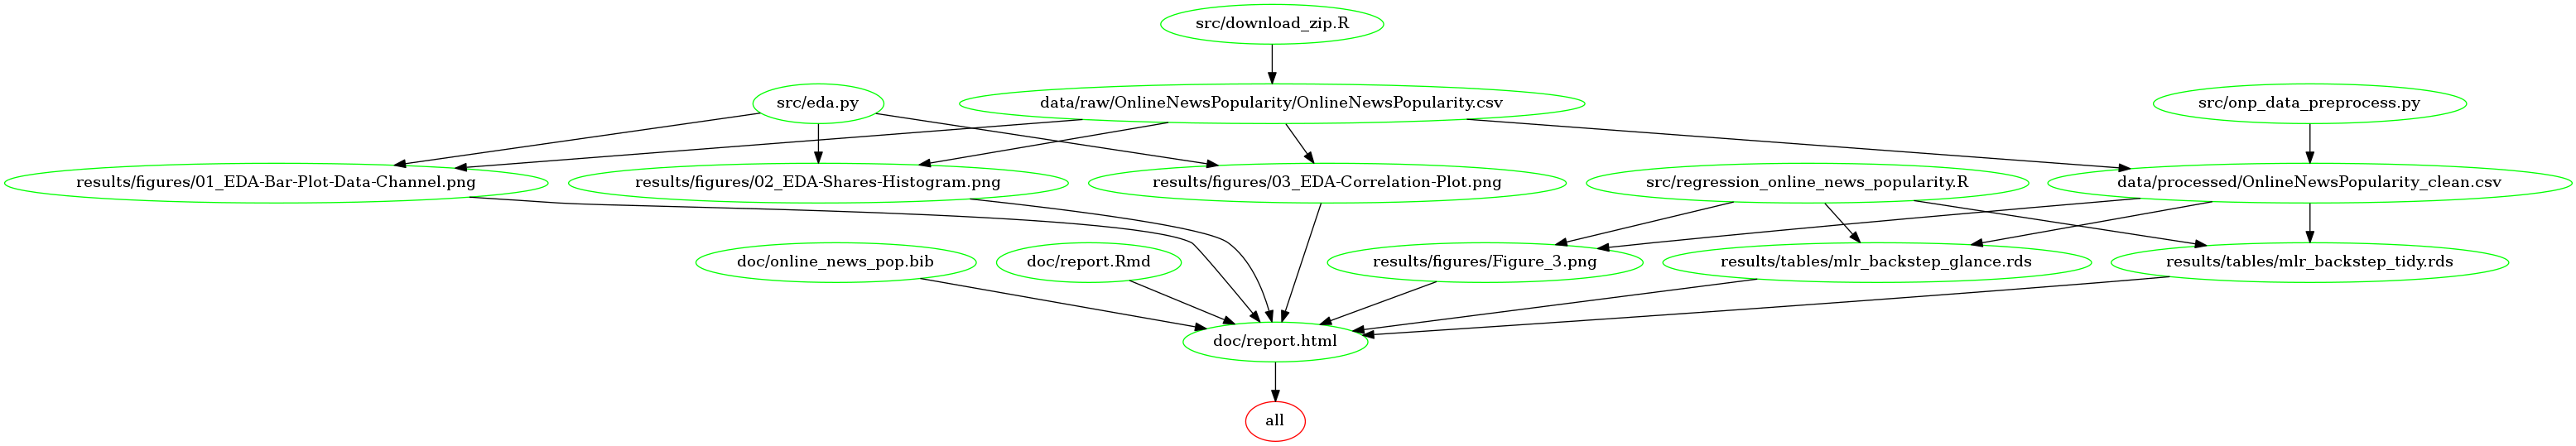 src/download_zip.R
src/eda.py
data/raw/OnlineNewsPopularity/OnlineNewsPopularity.csv
src/onp_data_preprocess.py
results/figures/01_EDA-Bar-Plot-Data-Channel.png
results/figures/02_EDA-Shares-Histogram.png
results/figures/03_EDA-Correlation-Plot.png
src/regression_online_news_popularity.R
data/processed/OnlineNewsPopularity_clean.csv
doc/online_news_pop.bib
doc/report.Rmd
results/figures/Figure_3.png
results/tables/mlr_backstep_glance.rds
results/tables/mlr_backstep_tidy.rds
doc/report.html
all